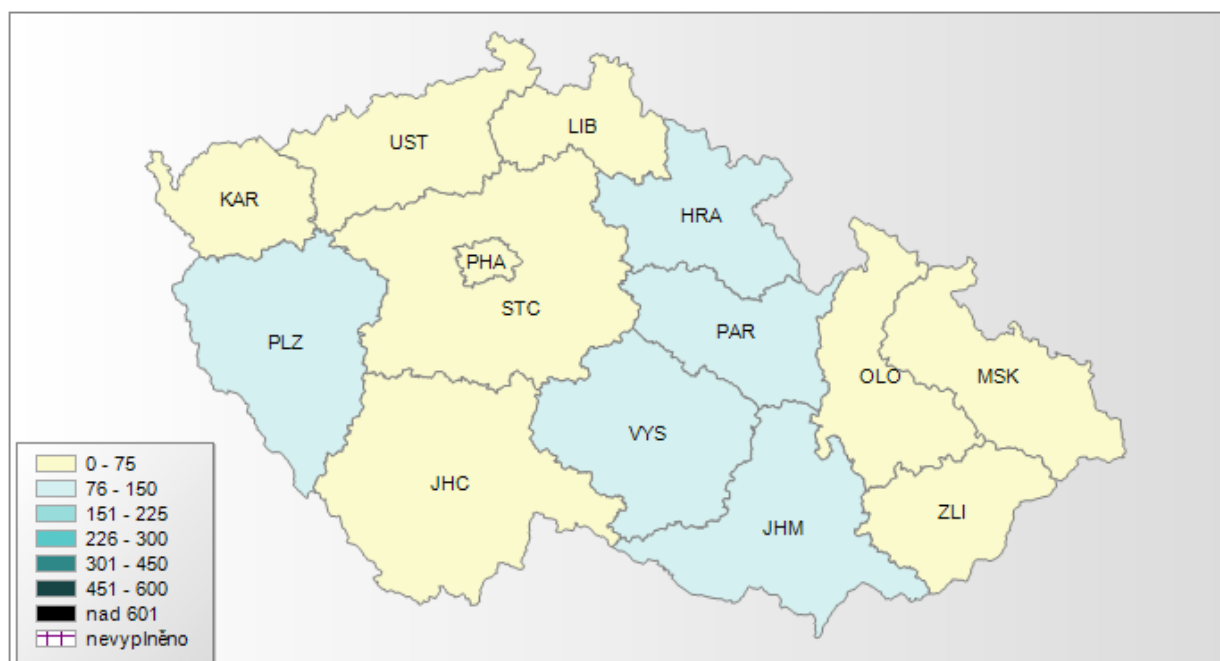 LIB
UST
KAR
HRA
PHA
STC
PAR
PLZ
OLO
MSK
VYS
JHC
ZLI
JHM
0 - 75
76 - 150
151 - 225
226 - 300
301 - 450
451 - 600
nad 601
nevyplněno